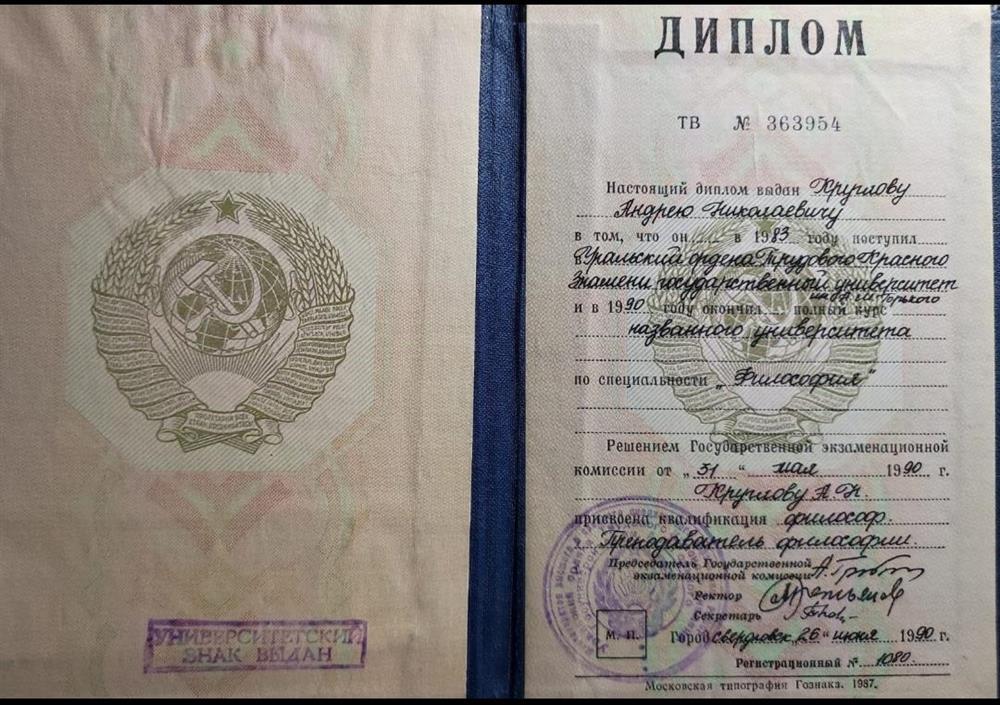 УНИВЕРСИТЕТСКИЙ
ЗНАК ВЫДАН
ДИПЛОМ
ТВ № 363954
Настоящий диплом выдан Круглову
Андрею Николаевичу
в том, что он в 1983 году поступил
в Уральский ордена Трудового Красного
Знамени государственный университет
им. А. М. Горького
и в 1990 году окончил полный курс
названного университета
по специальности „Философия"
Решением Государственной экзаменационной
комиссии от „31" мая 1990 г.
Круглову А. Н.
присвоена квалификация философ.
Преподаватель философии.
Председатель Государственной
экзаменационной комиссии
Ректор
Секретарь
М. П.
Город Свердловск „26" июня 1990 г.
Регистрационный № 1080
Московская типография Гознака. 1987.